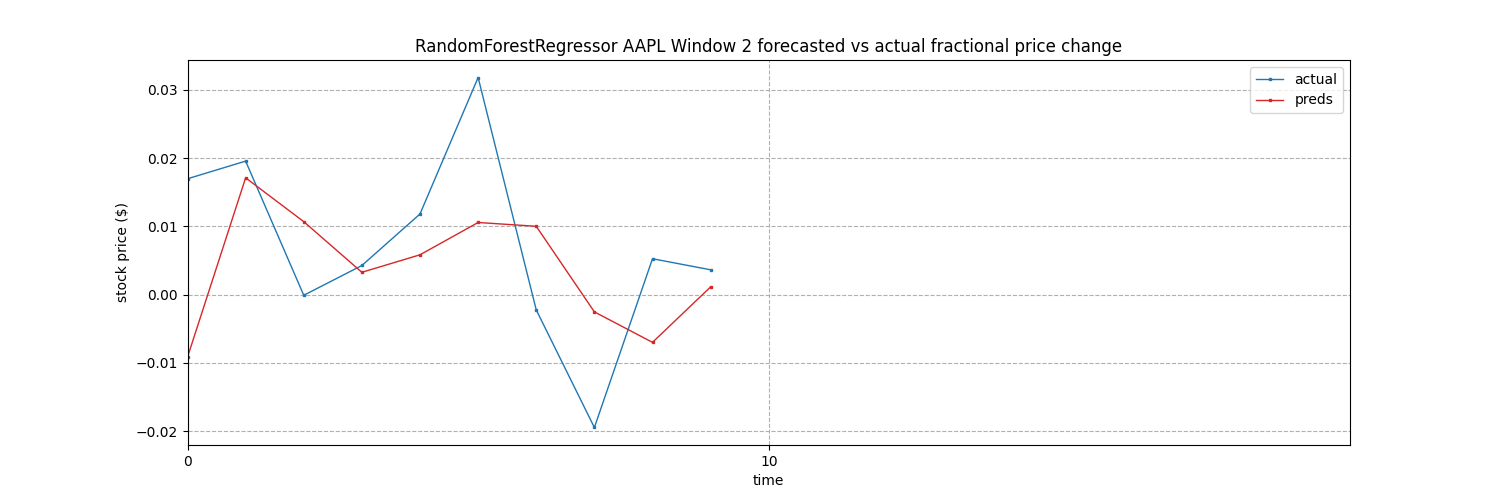 RandomForestRegressor AAPL Window 2 forecasted vs actual fractional price change
actual
preds
0.03
0.02
0.01
0.00
−0.01
−0.02
stock price ($)
0
10
time